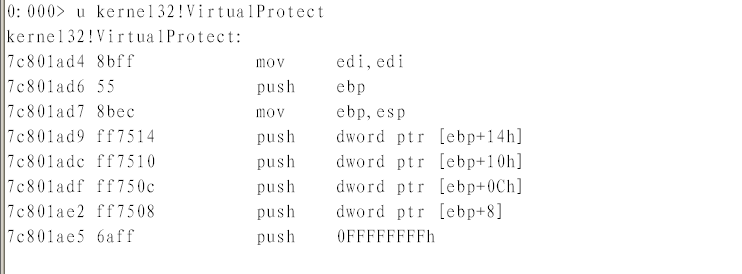 0:000> u kernel32!VirtualProtect
kernel32!VirtualProtect:
7c801ad4 8bff mov edi,edi
7c801ad6 55 push ebp
7c801ad7 8bec mov ebp,esp
7c801ad9 ff7514 push dword ptr [ebp+14h]
7c801adc ff7510 push dword ptr [ebp+10h]
7c801adf ff750c push dword ptr [ebp+0Ch]
7c801ae2 ff7508 push dword ptr [ebp+8]
7c801ae5 6aff push 0FFFFFFFFh